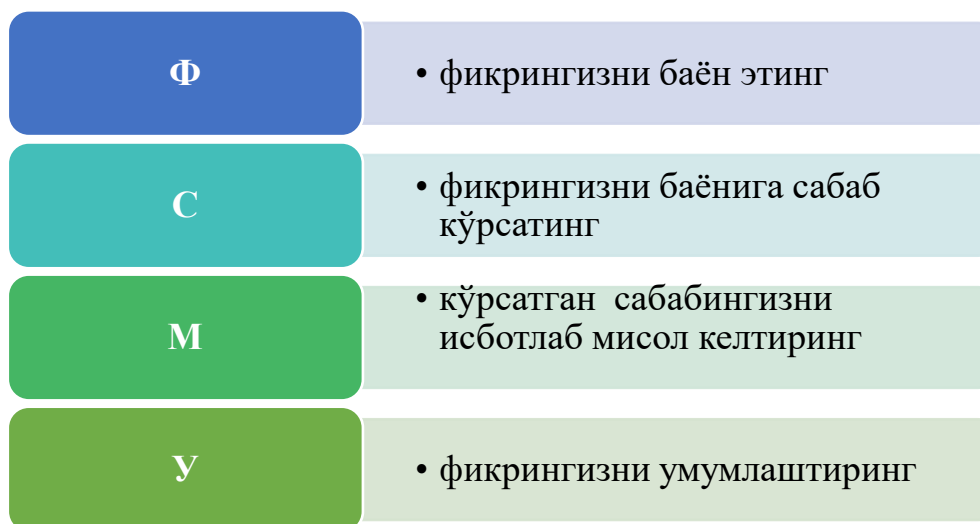 Ф
• фикрингизни баён этинг
С
• фикрингизни баёнига сабаб
кўрсатинг
М
• кўрсатган сабабингизни
исботлаб мисол келтиринг
У
• фикрингизни умумлаштиринг